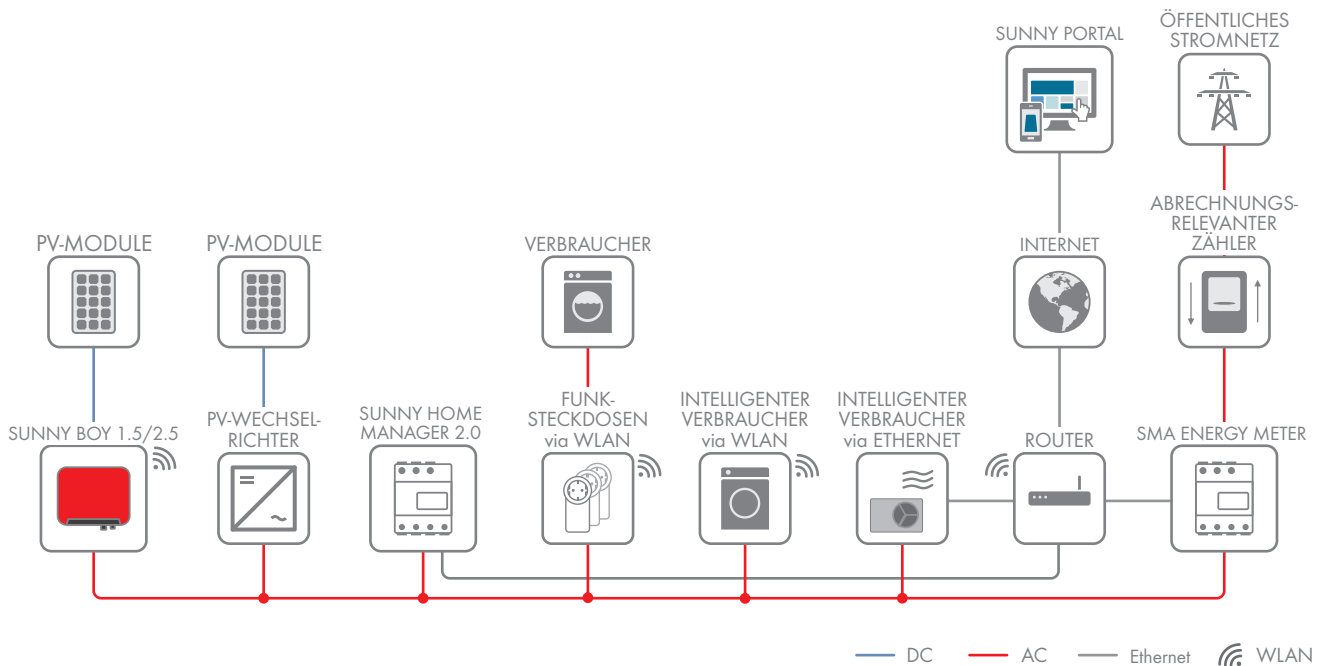 SUNNY PORTAL
ÖFFENTLICHES
STROMNETZ
PV-MODULE
PV-MODULE
VERBRAUCHER
INTERNET
ABRECHNUNGS-
RELEVANTER
ZÄHLER
SUNNY BOY 1.5/2.5
PV-WECHSEL-
RICHTER
SUNNY HOME
MANAGER 2.0
FUNK-
STECKDOSEN
via WLAN
INTELLIGENTER
VERBRAUCHER
via WLAN
INTELLIGENTER
VERBRAUCHER
via ETHERNET
ROUTER
SMA ENERGY METER
DC
AC
Ethernet
WLAN